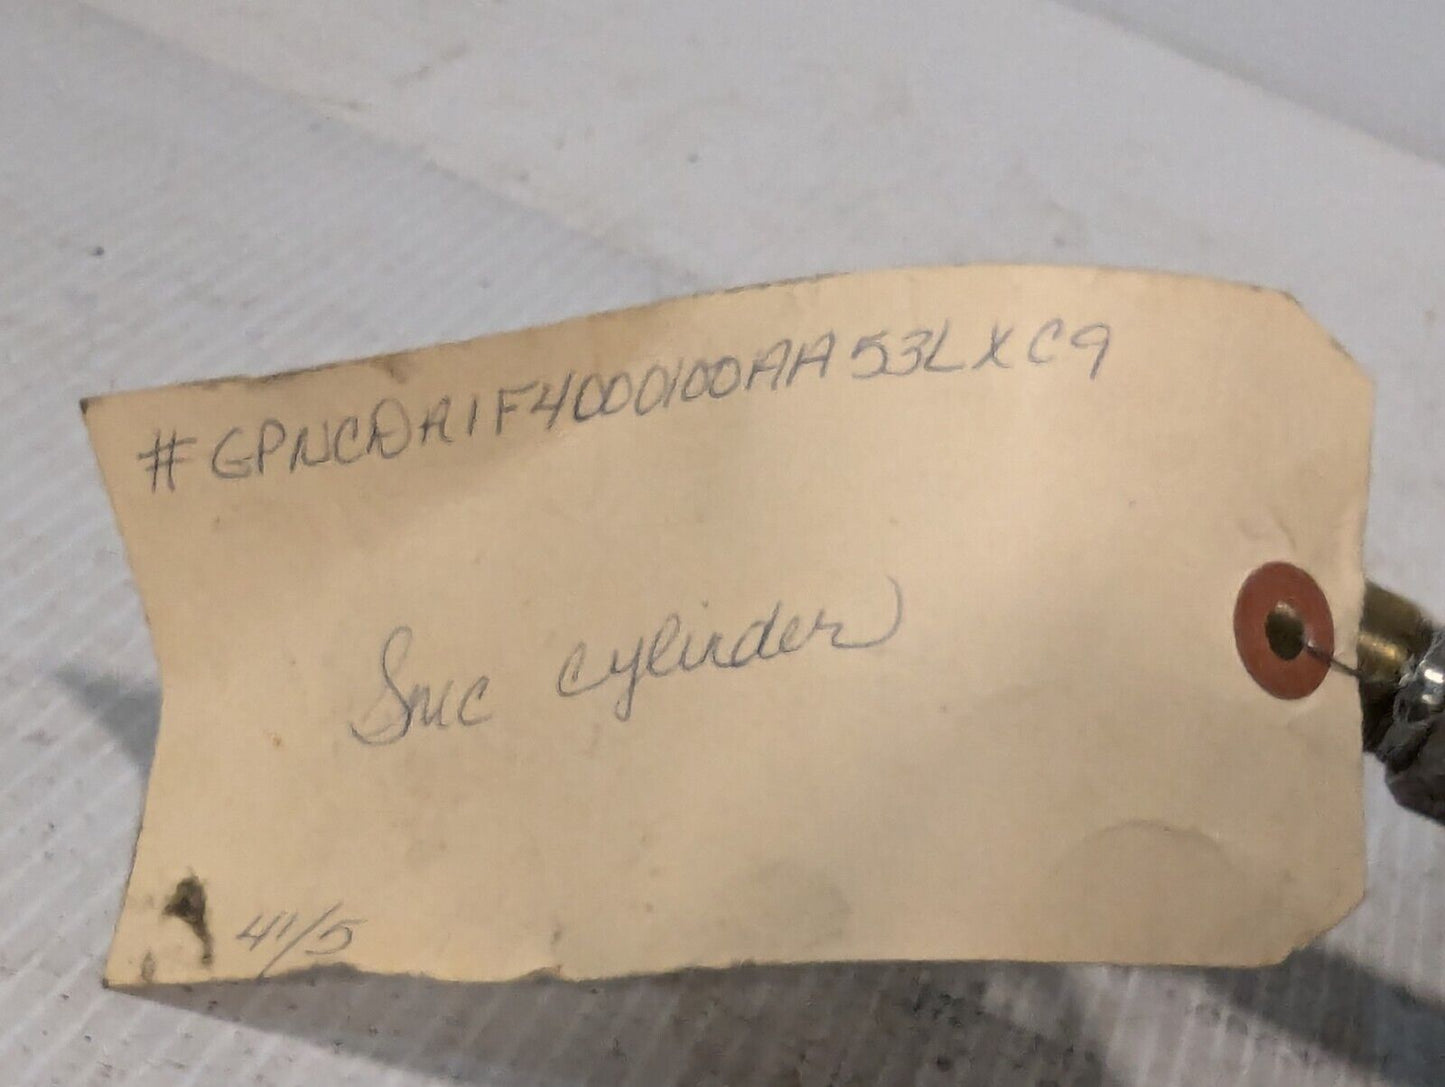 #GPNCDA1F4000100AA53LXC9
Smc cylinder
41/5